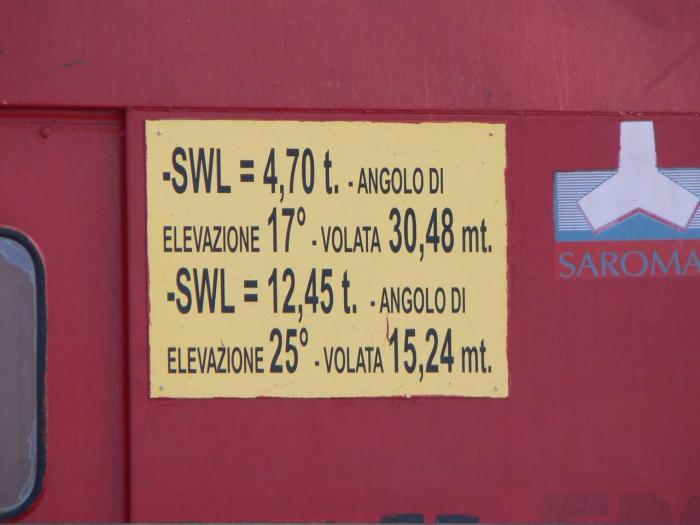 -SWL = 4,70 t. - ANGOLO DI
ELEVAZIONE 17° - VOLATA 30,48 mt.
-SWL = 12,45 t. - ANGOLO DI
ELEVAZIONE 25° - VOLATA 15,24 mt.
SAROMA